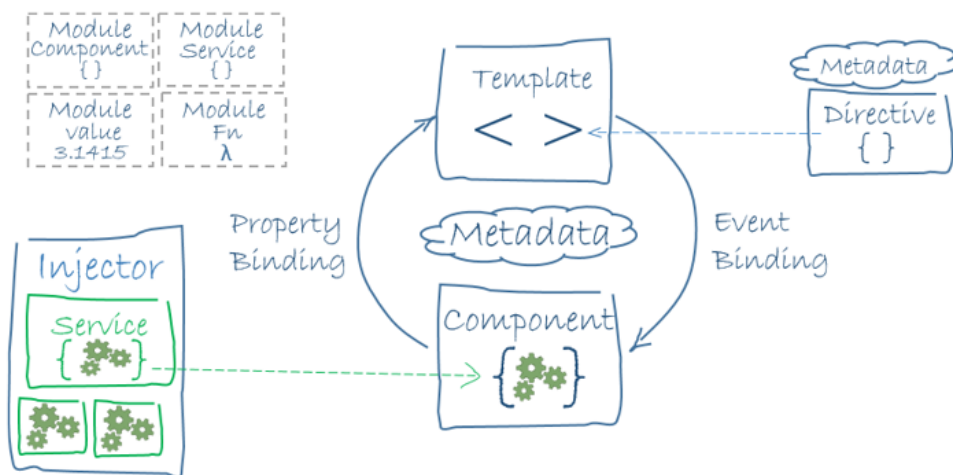 Module
Component
{ }
Module
Service
{ }
Module
value
3.1415
Module
Fn
λ
Template
< >
Metadata
Directive
{ }
Property
Binding
Metadata
Event
Binding
Injector
Service
{ }
Component
{ }